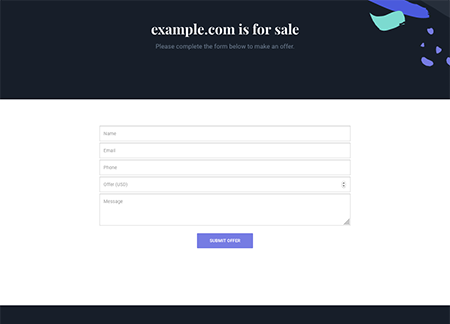 example.com is for sale
Please complete the form below to make an offer.
Name
Email
Phone
Offer (USD)
Message
SUBMIT OFFER